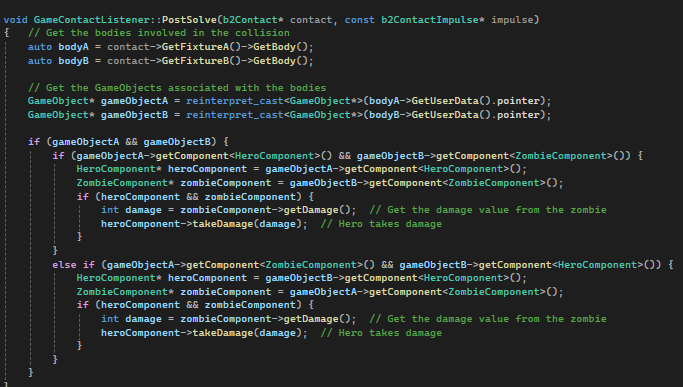 void GameContactListener::PostSolve(b2Contact* contact, const b2ContactImpulse* impulse)
{   // Get the bodies involved in the collision
    auto bodyA = contact->GetFixtureA()->GetBody();
    auto bodyB = contact->GetFixtureB()->GetBody();

    // Get the GameObjects associated with the bodies
    GameObject* gameObjectA = reinterpret_cast<GameObject*>(bodyA->GetUserData().pointer);
    GameObject* gameObjectB = reinterpret_cast<GameObject*>(bodyB->GetUserData().pointer);

    if (gameObjectA && gameObjectB) {
        if (gameObjectA->getComponent<HeroComponent>() && gameObjectB->getComponent<ZombieComponent>()) {
            HeroComponent* heroComponent = gameObjectA->getComponent<HeroComponent>();
            ZombieComponent* zombieComponent = gameObjectB->getComponent<ZombieComponent>();
            if (heroComponent && zombieComponent) {
                int damage = zombieComponent->getDamage();  // Get the damage value from the zombie
                heroComponent->takeDamage(damage);  // Hero takes damage
            }
        }
        else if (gameObjectA->getComponent<ZombieComponent>() && gameObjectB->getComponent<HeroComponent>()) {
            HeroComponent* heroComponent = gameObjectB->getComponent<HeroComponent>();
            ZombieComponent* zombieComponent = gameObjectA->getComponent<ZombieComponent>();
            if (heroComponent && zombieComponent) {
                int damage = zombieComponent->getDamage();  // Get the damage value from the zombie
                heroComponent->takeDamage(damage);  // Hero takes damage
            }
        }
    }
}